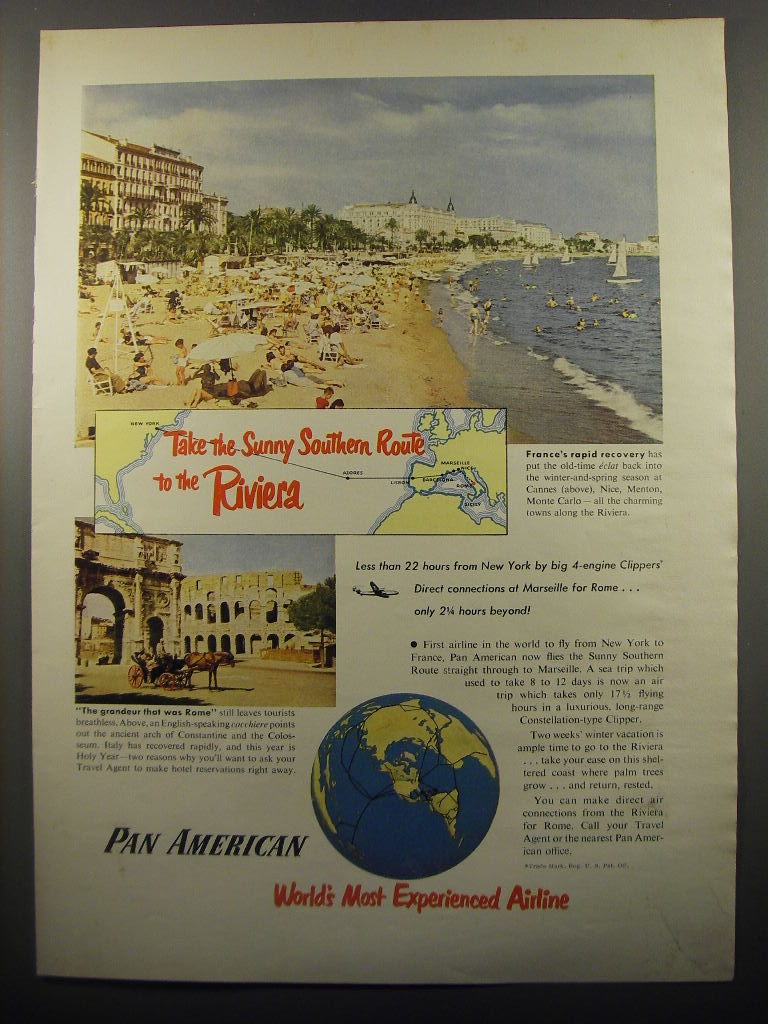 NEW YORK
Take the Sunny Southern Route
to the Riviera
AZORES
LISBON
BARCELONA
MARSEILLE
NICE
ROME
SICILY
France's rapid recovery has
put the old-time éclat back into
the winter-and-spring season at
Cannes (above), Nice, Menton,
Monte Carlo — all the charming
towns along the Riviera.
Less than 22 hours from New York by big 4-engine Clippers*
Direct connections at Marseille for Rome . . .
only 2¼ hours beyond!
● First airline in the world to fly from New York to
France, Pan American now flies the Sunny Southern
Route straight through to Marseille. A sea trip which
used to take 8 to 12 days is now an air
trip which takes only 17½ flying
hours in a luxurious, long-range
Constellation-type Clipper.
Two weeks' winter vacation is
ample time to go to the Riviera
. . . take your ease on this shel-
tered coast where palm trees
grow . . . and return, rested.
You can make direct air
connections from the Riviera
for Rome. Call your Travel
Agent or the nearest Pan Amer-
ican office.
*Trade Mark, Reg. U. S. Pat. Off.
"The grandeur that was Rome" still leaves tourists
breathless. Above, an English-speaking cocchiere points
out the ancient arch of Constantine and the Colos-
seum. Italy has recovered rapidly, and this year is
Holy Year—two reasons why you'll want to ask your
Travel Agent to make hotel reservations right away.
PAN AMERICAN
World's Most Experienced Airline